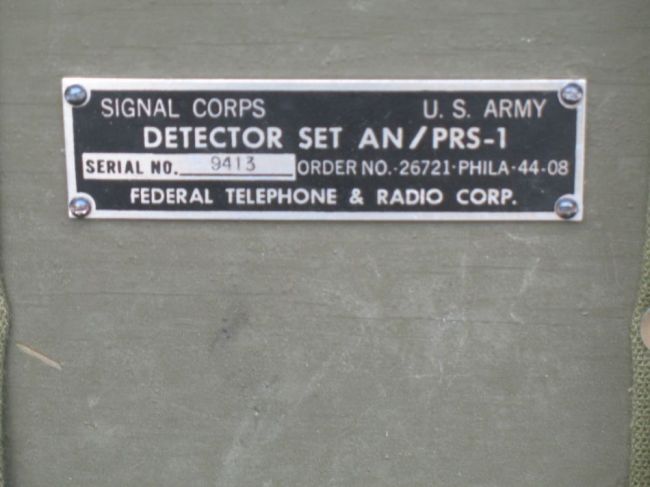 SIGNAL CORPS U. S. ARMY
DETECTOR SET AN/PRS-1
SERIAL NO. 9413 ORDER NO.-26721-PHILA-44-08
FEDERAL TELEPHONE & RADIO CORP.